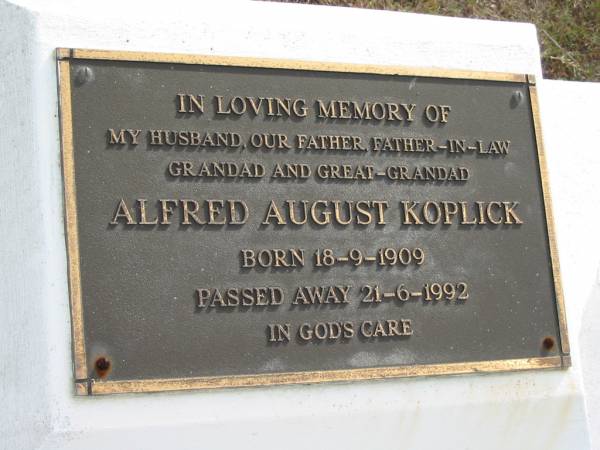 IN LOVING MEMORY OF
MY HUSBAND, OUR FATHER, FATHER-IN-LAW
GRANDAD AND GREAT-GRANDAD
ALFRED AUGUST KOPLICK
BORN 18-9-1909
PASSED AWAY 21-6-1992
IN GOD'S CARE